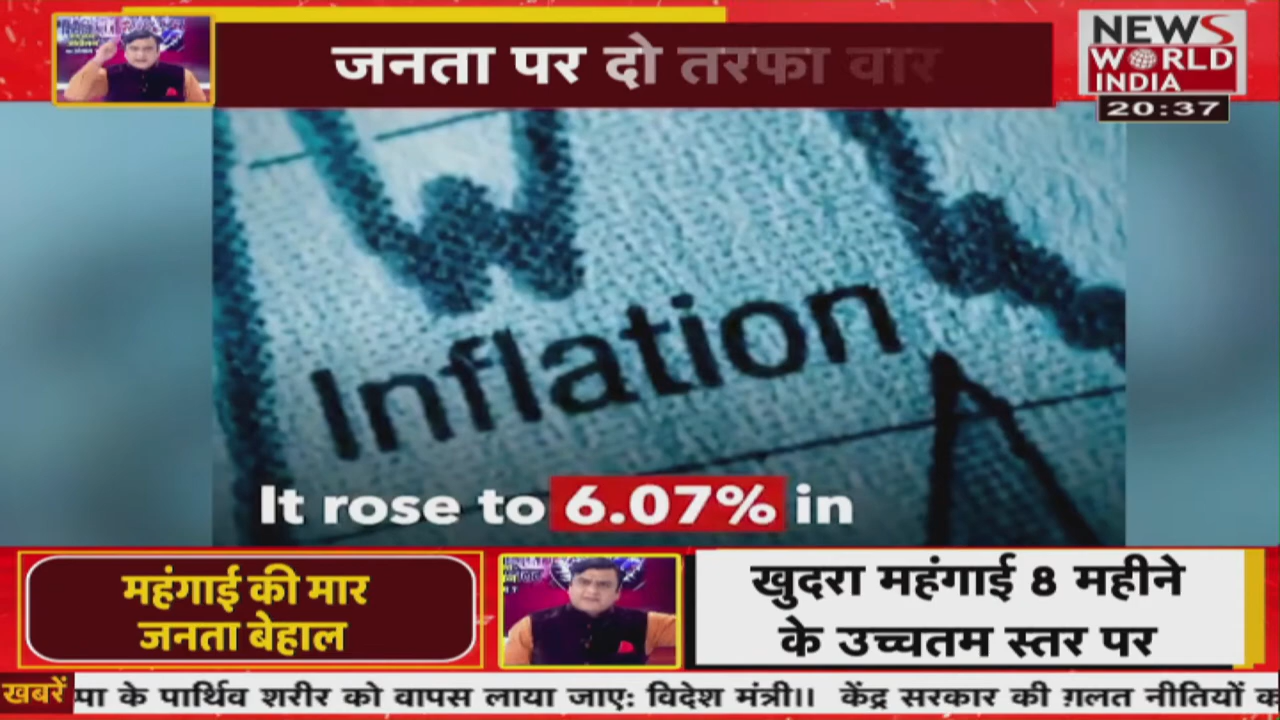 जनता पर दो तरफा वार
NEWS
WORLD
INDIA
20:37
Inflation
It rose to 6.07% in
महंगाई की मार
जनता बेहाल
खुदरा महंगाई 8 महीने
के उच्चतम स्तर पर
खबरें पा के पार्थिव शरीर को वापस लाया जाए: विदेश मंत्री।। केंद्र सरकार की ग़लत नीतियों क